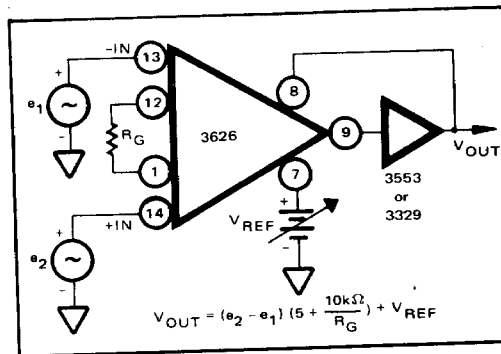 −IN
13
+
e1
−
12
RG
1
3626
8
9
7
VOUT
3553
or
3329
+
VREF
−
14
+IN
+
e2
−
VOUT = (e2 − e1) (5 + 10kΩ/RG) + VREF